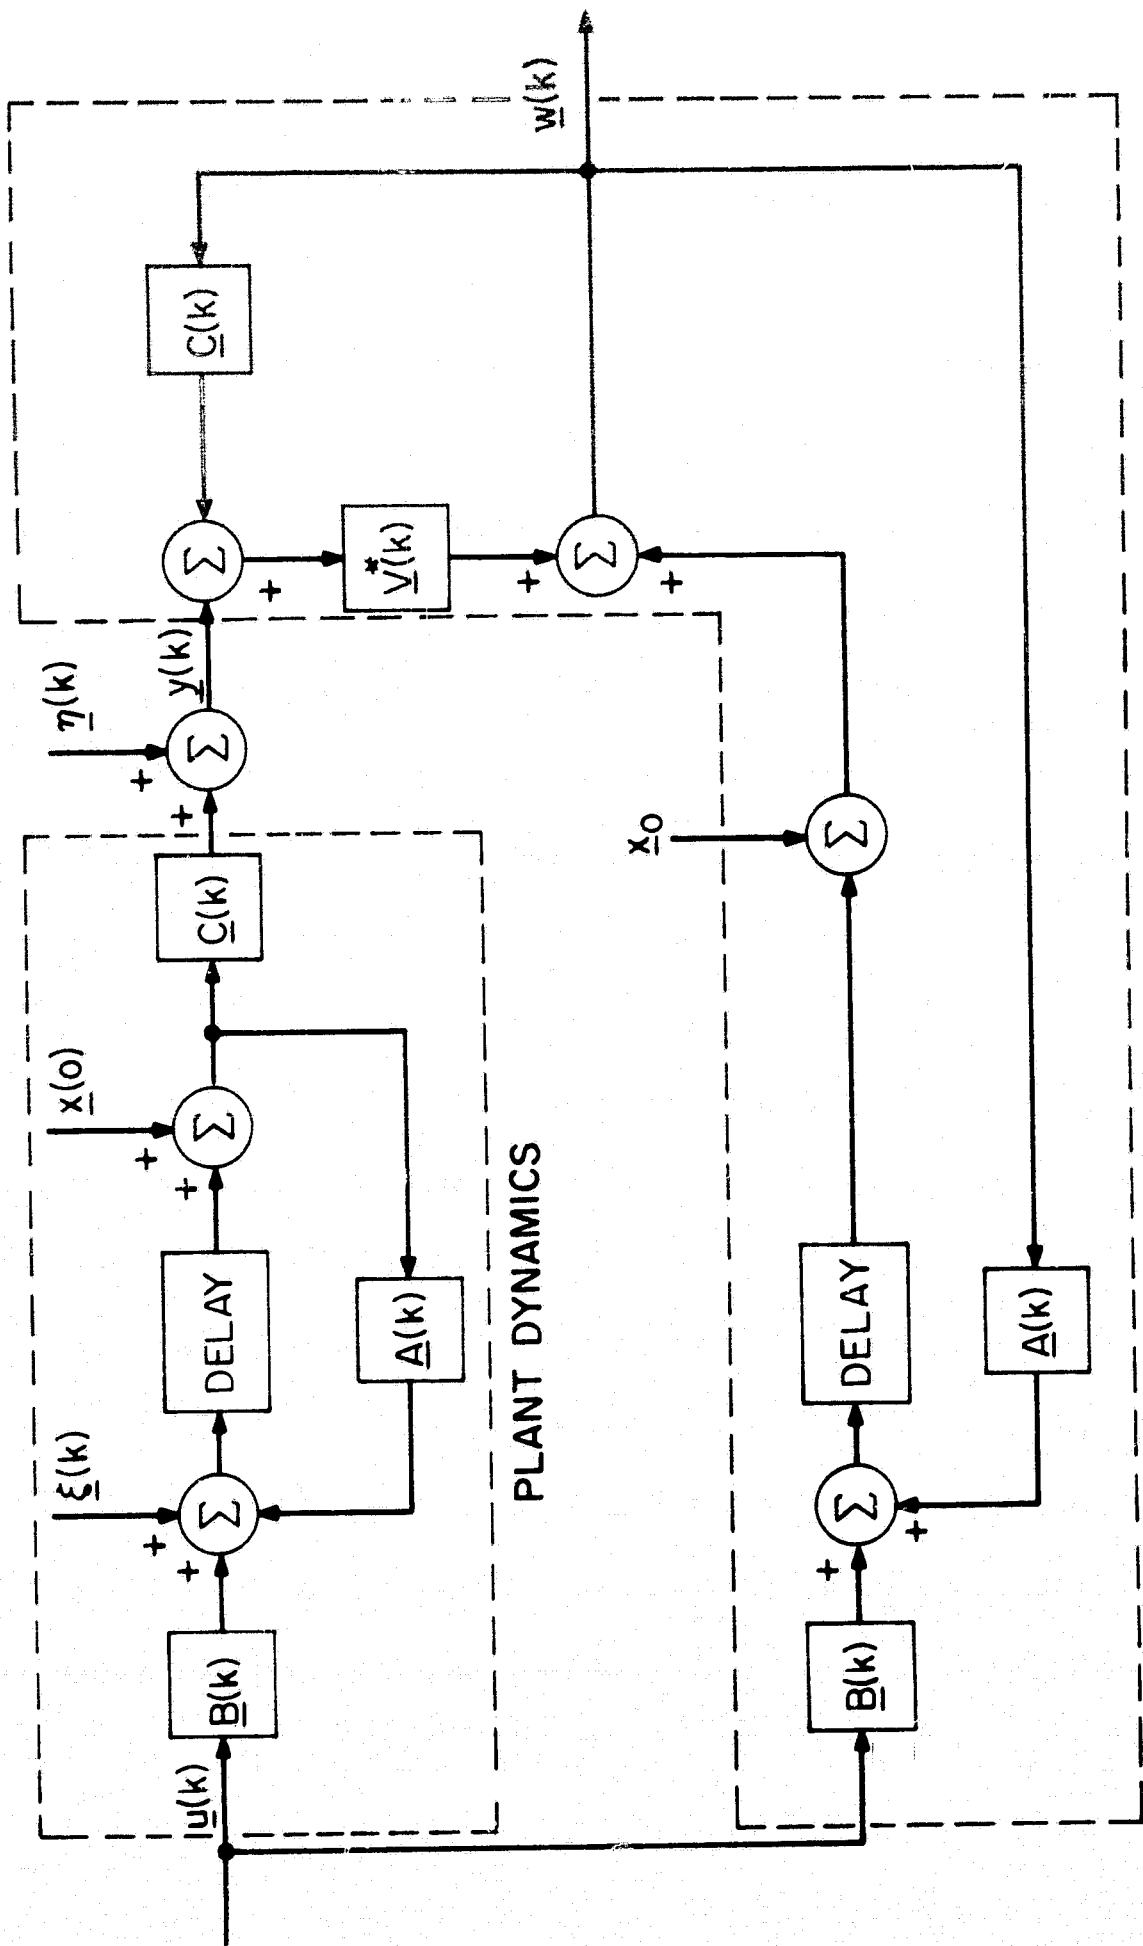 ξ(k)
x(0)
η(k)
u(k)
B(k)
+
+
Σ
DELAY
+
+
Σ
C(k)
+
+
Σ
y(k)
Σ
C(k)
A(k)
+
V*(k)
PLANT DYNAMICS
+
Σ
w(k)
+
x0
B(k)
+
Σ
+
DELAY
Σ
A(k)